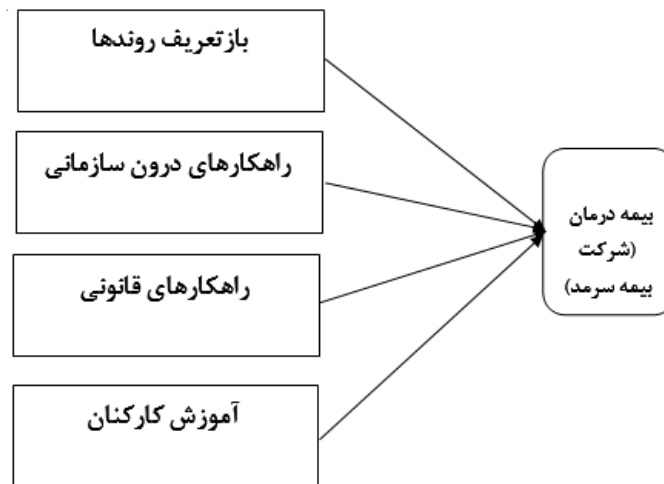 بازتعریف روندها
راهکارهای درون سازمانی
راهکارهای قانونی
آموزش کارکنان
بیمه درمان
(شرکت
بیمه سرمد)